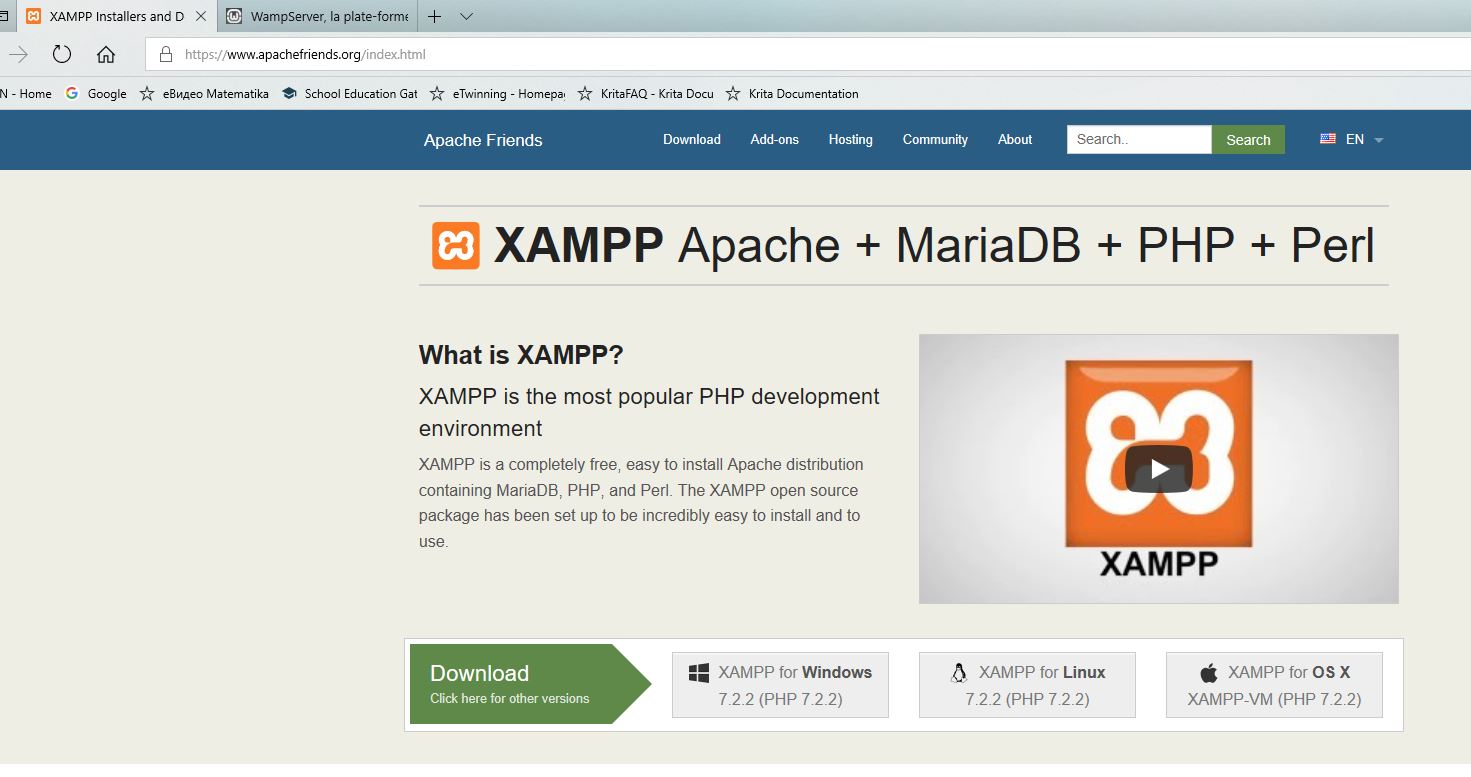 XAMPP Installers and D
WampServer, la plate-forme
https://www.apachefriends.org/index.html
N - Home
Google
eВидео Matematika
School Education Gat
eTwinning - Homepag
KritaFAQ - Krita Docu
Krita Documentation
Apache Friends
Download
Add-ons
Hosting
Community
About
Search..
Search
EN
XAMPP Apache + MariaDB + PHP + Perl
What is XAMPP?
XAMPP is the most popular PHP development
environment
XAMPP is a completely free, easy to install Apache distribution
containing MariaDB, PHP, and Perl. The XAMPP open source
package has been set up to be incredibly easy to install and to
use.
XAMPP
Download
Click here for other versions
XAMPP for Windows
7.2.2 (PHP 7.2.2)
XAMPP for Linux
7.2.2 (PHP 7.2.2)
XAMPP for OS X
XAMPP-VM (PHP 7.2.2)